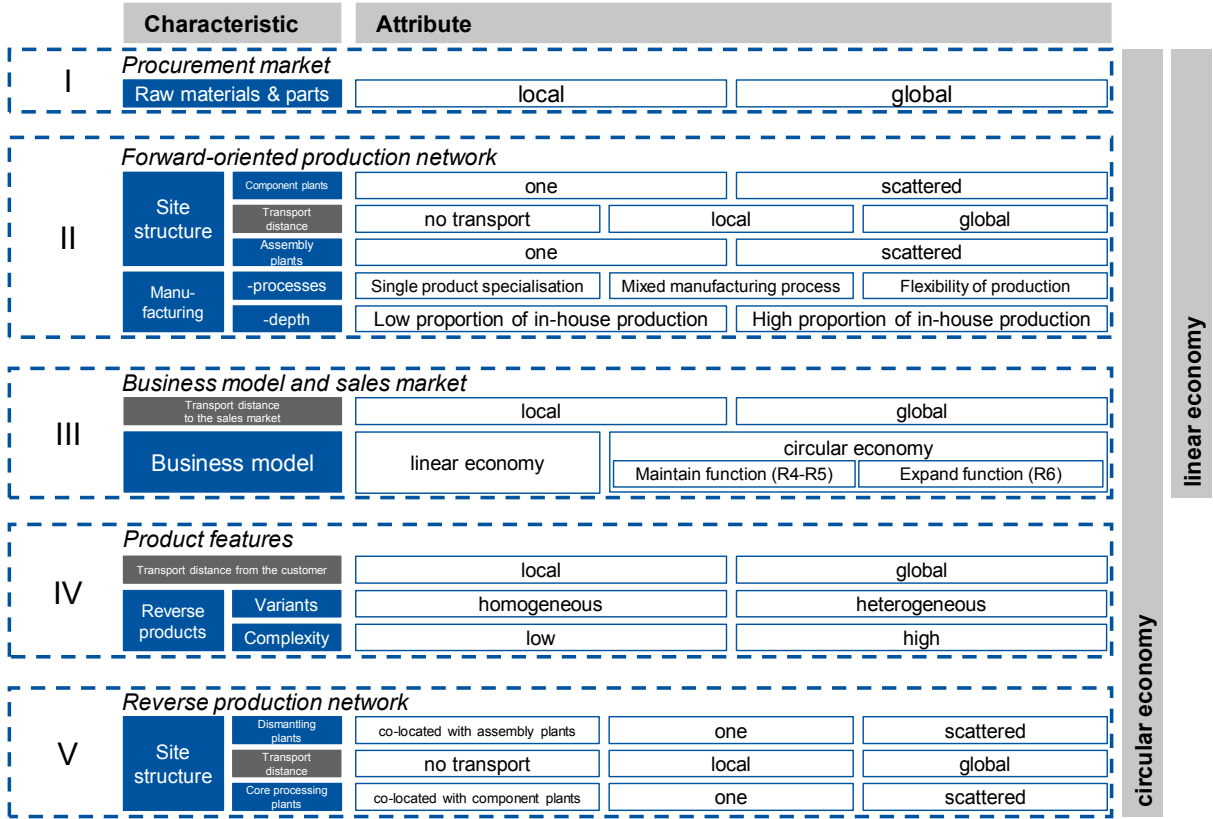 Characteristic
Attribute
I
Procurement market
Raw materials & parts
local
global
II
Forward-oriented production network
Site
structure
Component plants
one
scattered
Transport
distance
no transport
local
global
Assembly
plants
one
scattered
Manu-
facturing
-processes
Single product specialisation
Mixed manufacturing process
Flexibility of production
-depth
Low proportion of in-house production
High proportion of in-house production
III
Business model and sales market
Transport distance
to the sales market
local
global
Business model
linear economy
circular economy
Maintain function (R4-R5)
Expand function (R6)
IV
Product features
Transport distance from the customer
local
global
Reverse
products
Variants
homogeneous
heterogeneous
Complexity
low
high
V
Reverse production network
Site
structure
Dismantling
plants
co-located with assembly plants
one
scattered
Transport
distance
no transport
local
global
Core processing
plants
co-located with component plants
one
scattered
circular economy
linear economy